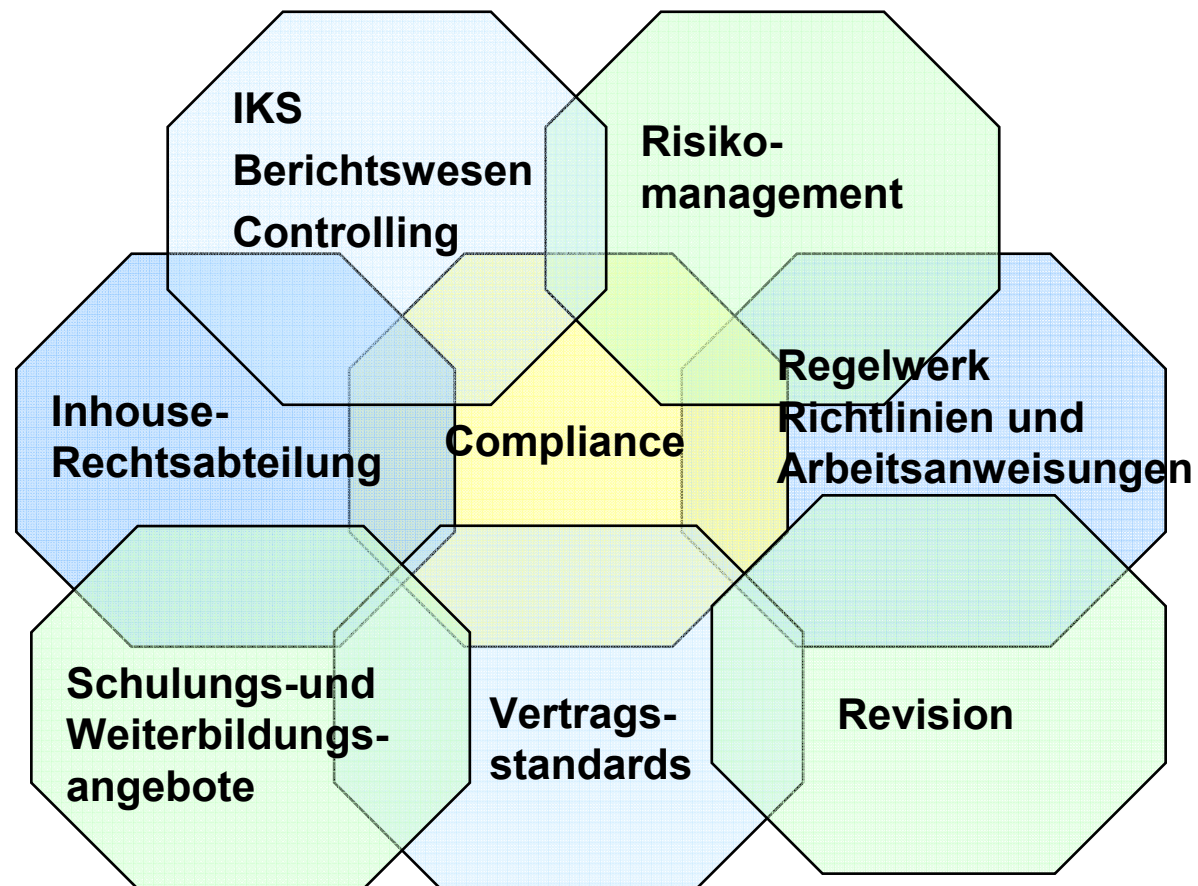 IKS
Berichtswesen
Controlling
Risiko-
management
Inhouse-
Rechtsabteilung
Compliance
Regelwerk
Richtlinien und
Arbeitsanweisungen
Schulungs-und
Weiterbildungs-
angebote
Vertrags-
standards
Revision